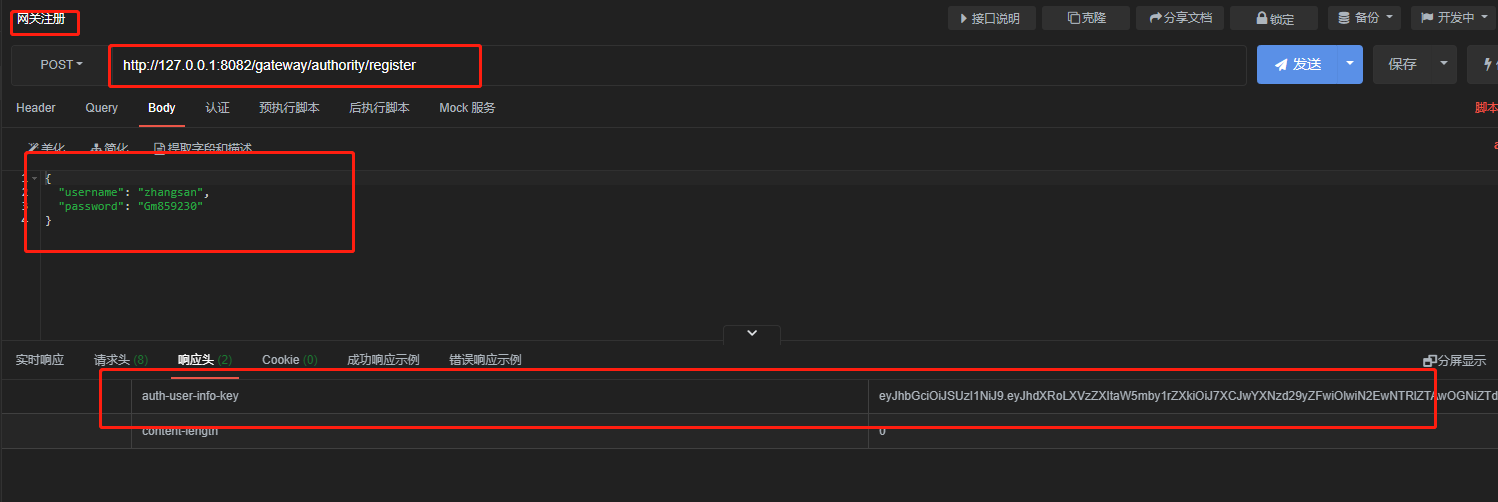 网关注册
接口说明 克隆 分享文档 锁定 备份 开发中
POST http://127.0.0.1:8082/gateway/authority/register 发送 保存
Header Query Body 认证 预执行脚本 后执行脚本 Mock 服务 脚本
美化 简化 提取字段和描述
1 {
2 "username": "zhangsan",
3 "password": "Gm859230"
4 }
实时响应 请求头 (8) 响应头 (2) Cookie (0) 成功响应示例 错误响应示例 分屏显示
auth-user-info-key
content-length 0